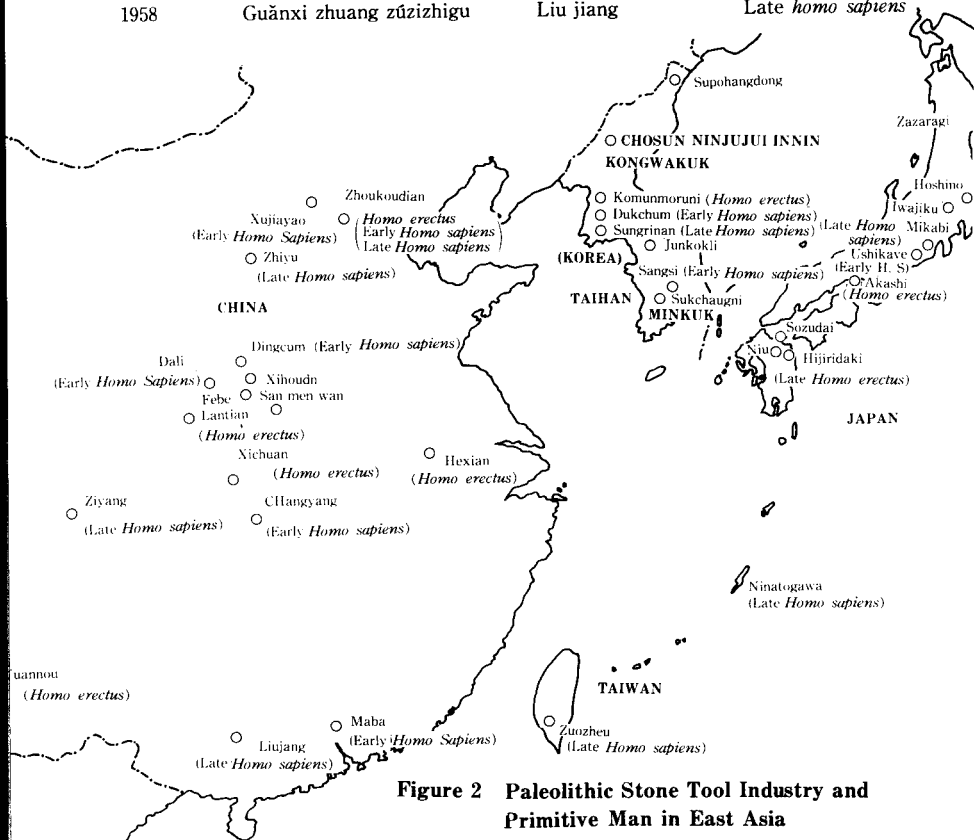 1958 Guǎnxi zhuang zúzizhigu Liu jiang Late homo sapiens
Supohangdong
Zazaragi
CHOSUN NINJUJUI INNIN
KONGWAKUK
Hoshino
Zhoukoudian
Komunmoruni (Homo erectus)
Iwajiku
Xujiayao
(Early Homo Sapiens)
(Homo erectus
Early Homo sapiens
Late Homo sapiens)
Dukchum (Early Homo sapiens)
Sungrinan (Late Homo sapiens)
(Late Homo
sapiens)
Mikabi
Junkokli
Ushikave
(Early H. S)
Zhiyu
(Late Homo sapiens)
(KOREA)
Sangsi (Early Homo sapiens)
Akashi
(Homo erectus)
CHINA
TAIHAN
MINKUK
Sukchaugni
Sozudai
Dingcum (Early Homo sapiens)
Niu
Hijiridaki
(Late Homo erectus)
Dali
(Early Homo Sapiens)
Xihoudn
Febe
San men wan
Lantian
(Homo erectus)
JAPAN
Xichuan
(Homo erectus)
Hexian
(Homo erectus)
Ziyang
(Late Homo sapiens)
CHangyang
(Early Homo sapiens)
Ninatogawa
(Late Homo sapiens)
uannou
(Homo erectus)
TAIWAN
Maba
(Early Homo Sapiens)
Zuozheu
(Late Homo sapiens)
Liujang
(Late Homo sapiens)
Figure 2 Paleolithic Stone Tool Industry and
Primitive Man in East Asia